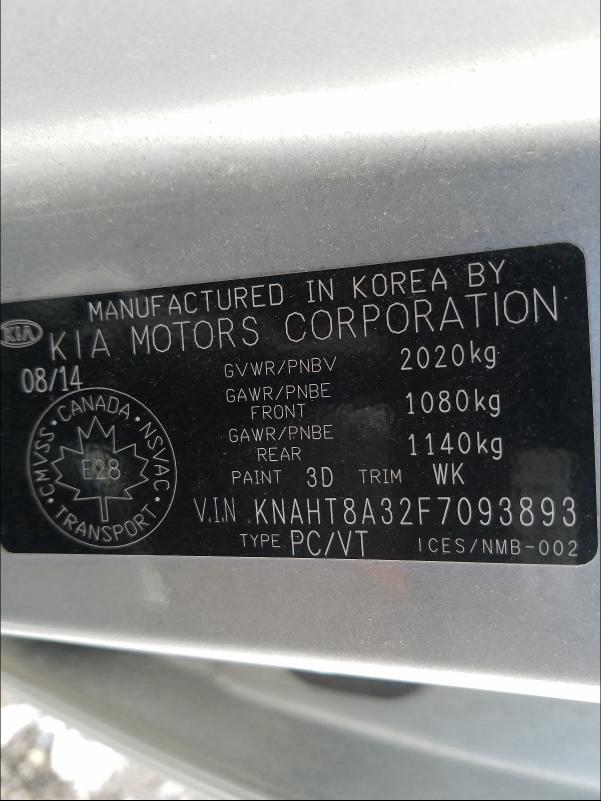 MANUFACTURED IN KOREA BY
KIA
KIA MOTORS CORPORATION
08/14
GVWR/PNBV 2020kg
GAWR/PNBE
FRONT 1080kg
GAWR/PNBE
REAR 1140kg
PAINT 3D TRIM WK
V.I.N. KNAHT8A32F7093893
TYPE PC/VT ICES/NMB-002
CANADA
CMVSS NSVAC
E28
TRANSPORT